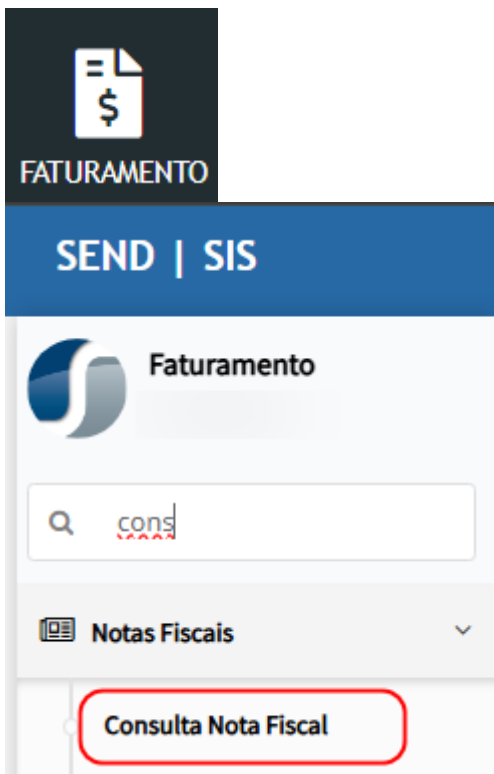 $
FATURAMENTO
SEND | SIS
Faturamento
cons
Notas Fiscais
Consulta Nota Fiscal